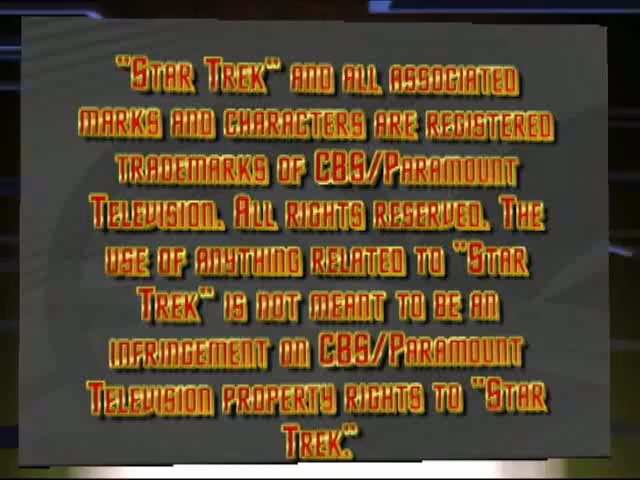 "Star Trek" and all associated
marks and characters are registered
trademarks of CBS/Paramount
Television. All rights reserved. The
use of anything related to "Star
Trek" is not meant to be an
infringement on CBS/Paramount
Television property rights to "Star
Trek."